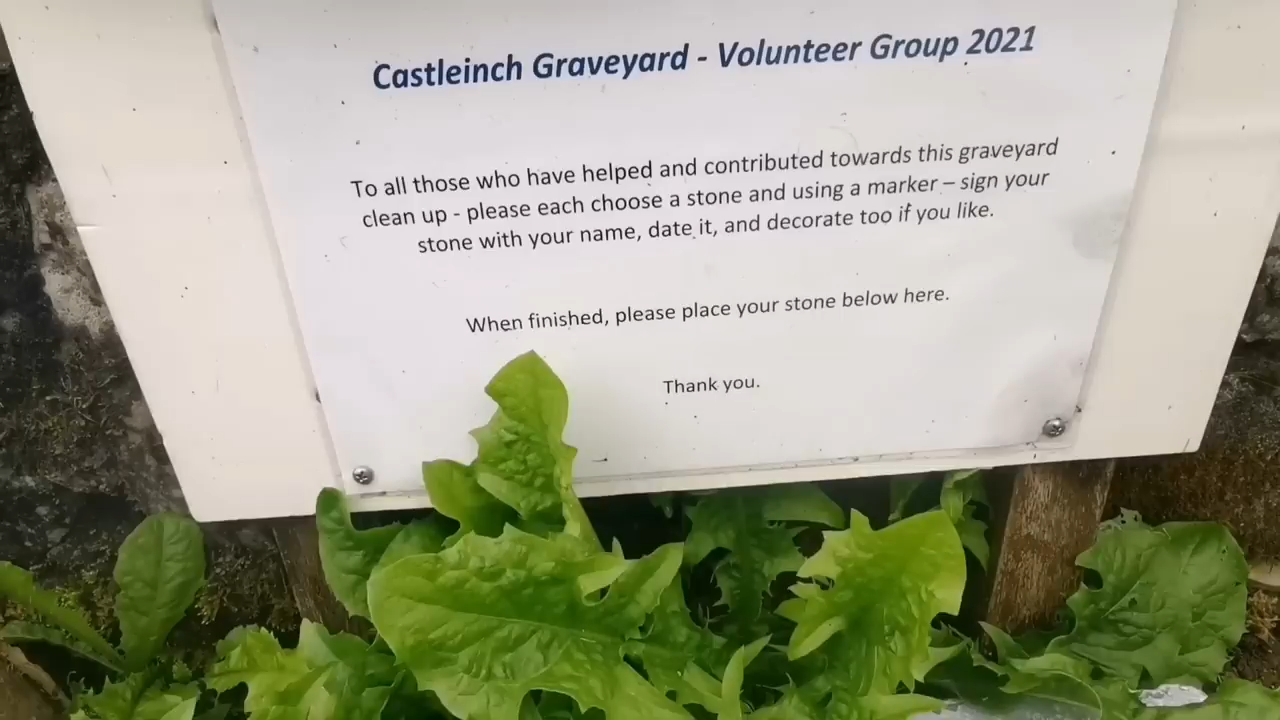 Castleinch Graveyard - Volunteer Group 2021
To all those who have helped and contributed towards this graveyard
clean up - please each choose a stone and using a marker – sign your
stone with your name, date it, and decorate too if you like.
When finished, please place your stone below here.
Thank you.